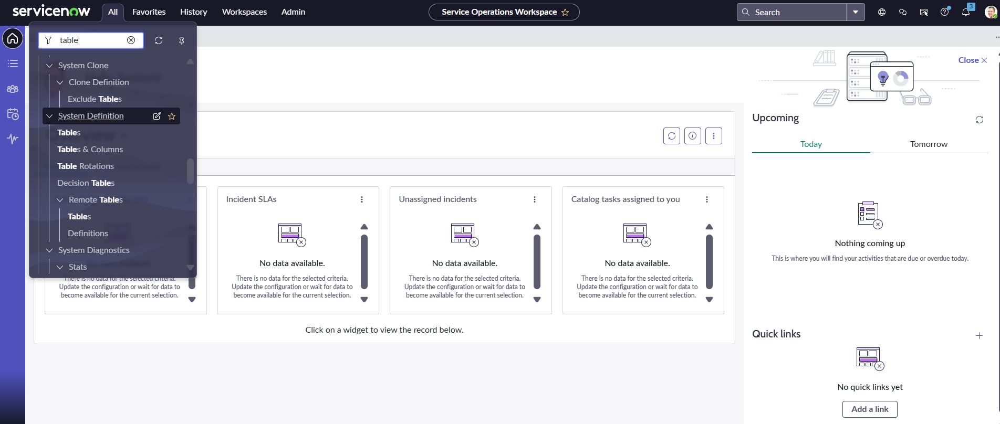 servicenow
All
Favorites
History
Workspaces
Admin
Service Operations Workspace
Search
3
table
System Clone
Clone Definition
Exclude Tables
System Definition
Tables
Tables & Columns
Table Rotations
Decision Tables
Remote Tables
Tables
Definitions
System Diagnostics
Stats
Overview
There is no data for the selected criteria.
Update the configuration or wait for data to
become available for the current selection.
Incident SLAs
No data available.
There is no data for the selected criteria.
Update the configuration or wait for data to
become available for the current selection.
Unassigned incidents
No data available.
There is no data for the selected criteria.
Update the configuration or wait for data to
become available for the current selection.
Catalog tasks assigned to you
No data available.
There is no data for the selected criteria.
Update the configuration or wait for data to
become available for the current selection.
Click on a widget to view the record below.
Close
Upcoming
Today
Tomorrow
Nothing coming up
This is where you will find your activities that are due or overdue today.
Quick links
No quick links yet
Add a link